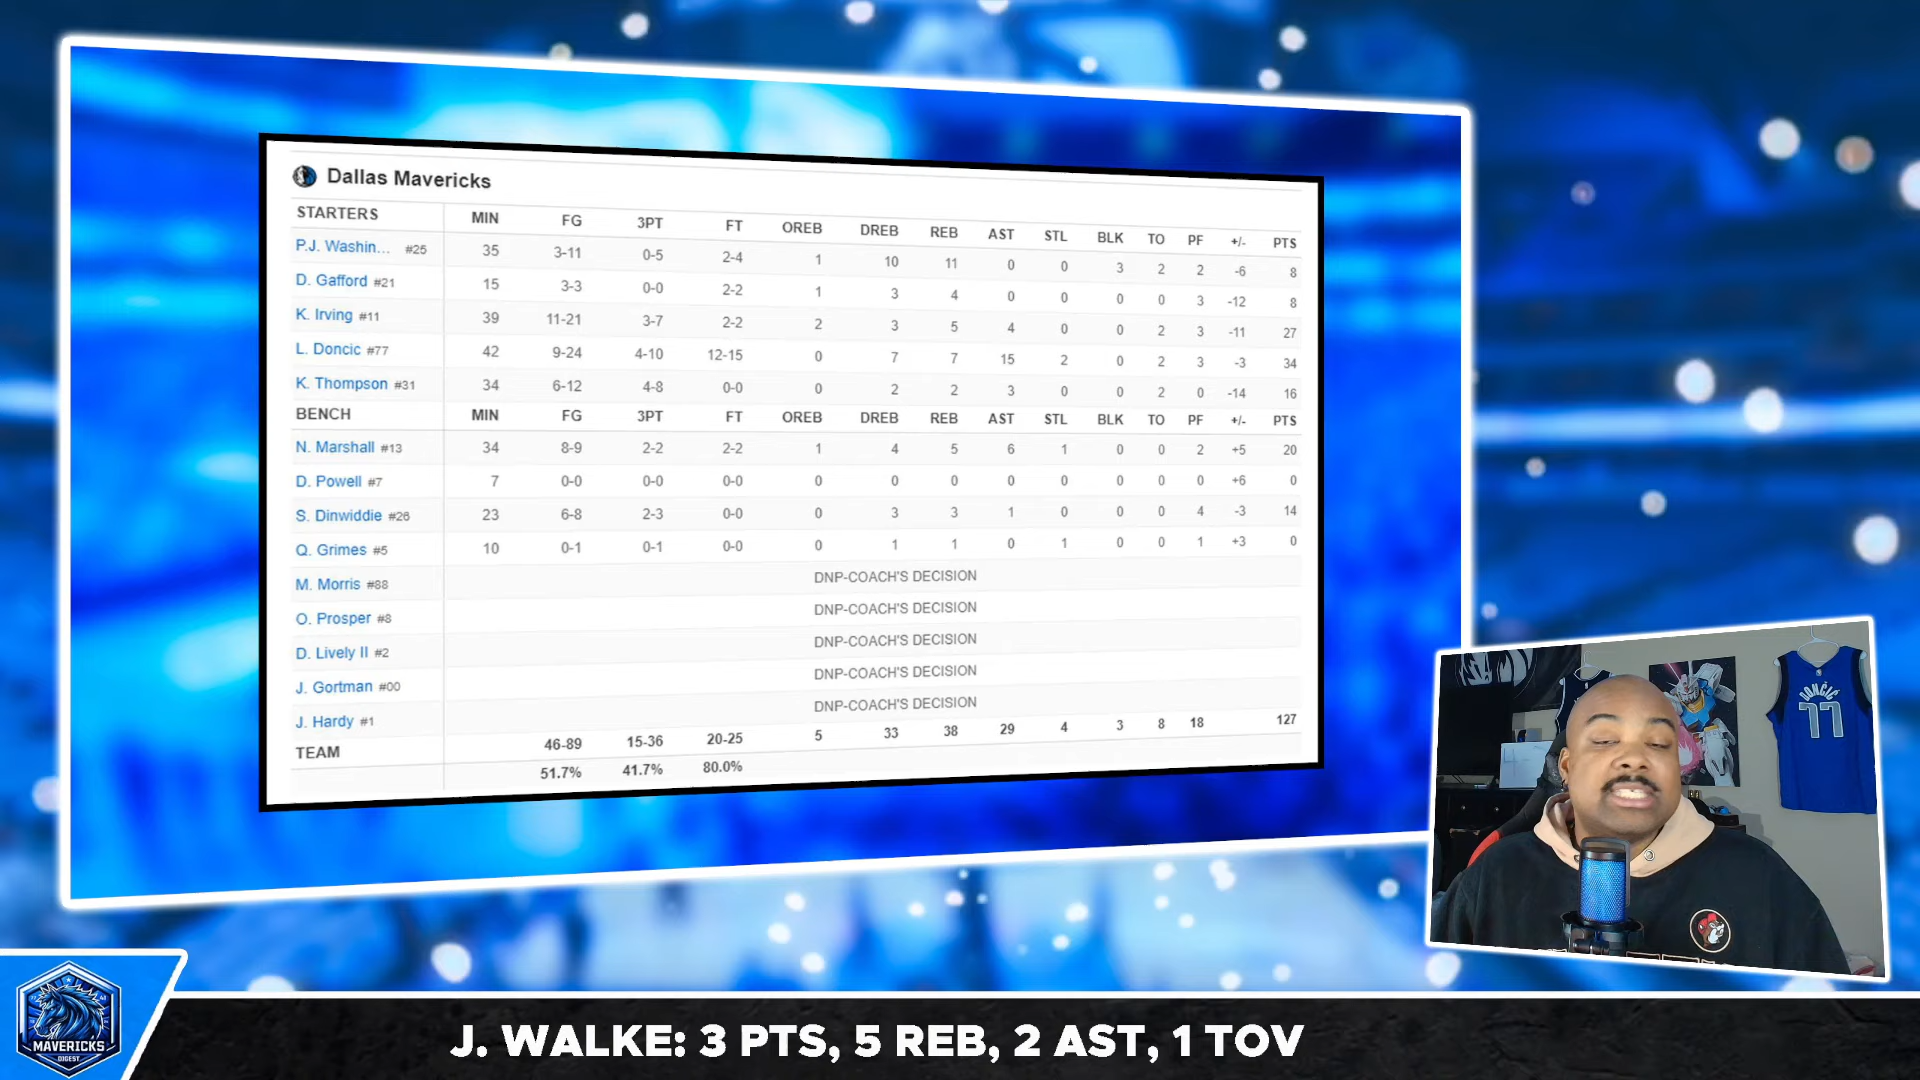 Dallas Mavericks
STARTERS MIN FG 3PT FT OREB DREB REB AST STL BLK TO PF +/- PTS
P.J. Washin... #25 35 3-11 0-5 2-4 1 10 11 0 0 3 2 2 -6 8
D. Gafford #21 15 3-3 0-0 2-2 1 3 4 0 0 0 0 3 -12 8
K. Irving #11 39 11-21 3-7 2-2 2 3 5 4 0 0 2 3 -11 27
L. Doncic #77 42 9-24 4-10 12-15 0 7 7 15 2 0 2 3 -3 34
K. Thompson #31 34 6-12 4-8 0-0 0 2 2 3 0 0 2 0 -14 16
BENCH MIN FG 3PT FT OREB DREB REB AST STL BLK TO PF +/- PTS
N. Marshall #13 34 8-9 2-2 2-2 1 4 5 6 1 0 0 2 +5 20
D. Powell #7 7 0-0 0-0 0-0 0 0 0 0 0 0 0 0 +6 0
S. Dinwiddie #26 23 6-8 2-3 0-0 0 3 3 1 0 0 0 4 -3 14
Q. Grimes #5 10 0-1 0-1 0-0 0 1 1 0 1 0 0 1 +3 0
M. Morris #88 DNP-COACH'S DECISION
O. Prosper #8 DNP-COACH'S DECISION
D. Lively II #2 DNP-COACH'S DECISION
J. Gortman #00 DNP-COACH'S DECISION
J. Hardy #1 DNP-COACH'S DECISION
TEAM 46-89 15-36 20-25 5 33 38 29 4 3 8 18 127
51.7% 41.7% 80.0%
DONČIĆ
77
MAVERICKS
DIGEST
J. WALKE: 3 PTS, 5 REB, 2 AST, 1 TOV